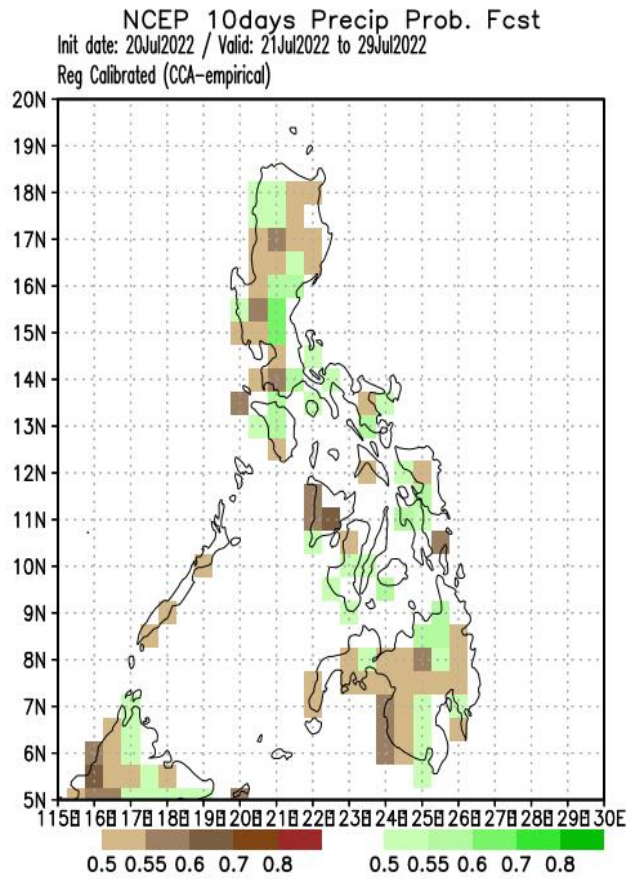 NCEP 10days Precip Prob. Fcst
Init date: 20Jul2022 / Valid: 21Jul2022 to 29Jul2022
Reg Calibrated (CCA-empirical)
20N
19N
18N
17N
16N
15N
14N
13N
12N
11N
10N
9N
8N
7N
6N
5N
115E 116E 117E 118E 119E 120E 121E 122E 123E 124E 125E 126E 127E 128E 129E 130E
0.5 0.55 0.6 0.7 0.8 0.5 0.55 0.6 0.7 0.8